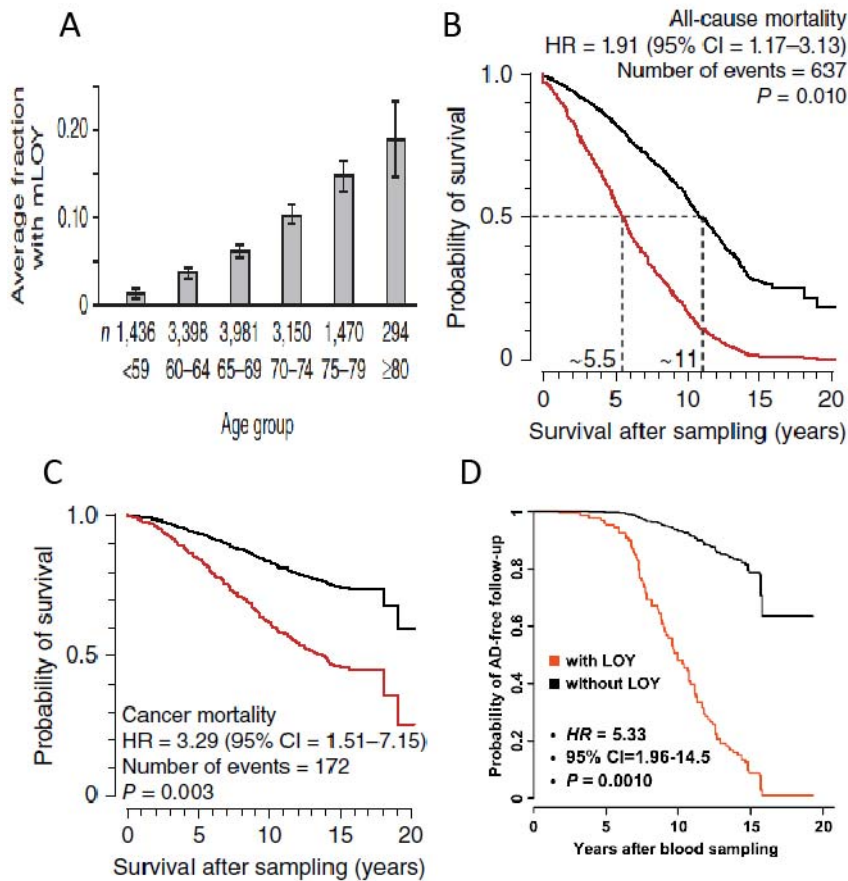 A
Average fraction
with mLOY
0.20
0.10
0
n 1,436 3,398 3,981 3,150 1,470 294
<59 60–64 65–69 70–74 75–79 ≥80
Age group
B
All-cause mortality
HR = 1.91 (95% CI = 1.17–3.13)
Number of events = 637
P = 0.010
Probability of survival
1.0
0.5
0
~5.5 ~11
0 5 10 15 20
Survival after sampling (years)
C
Probability of survival
1.0
0.5
0
Cancer mortality
HR = 3.29 (95% CI = 1.51–7.15)
Number of events = 172
P = 0.003
0 5 10 15 20
Survival after sampling (years)
D
Probability of AD-free follow-up
1
0.8
0.6
0.4
0.2
0
with LOY
without LOY
• HR = 5.33
• 95% CI=1.96-14.5
• P = 0.0010
0 5 10 15 20
Years after blood sampling